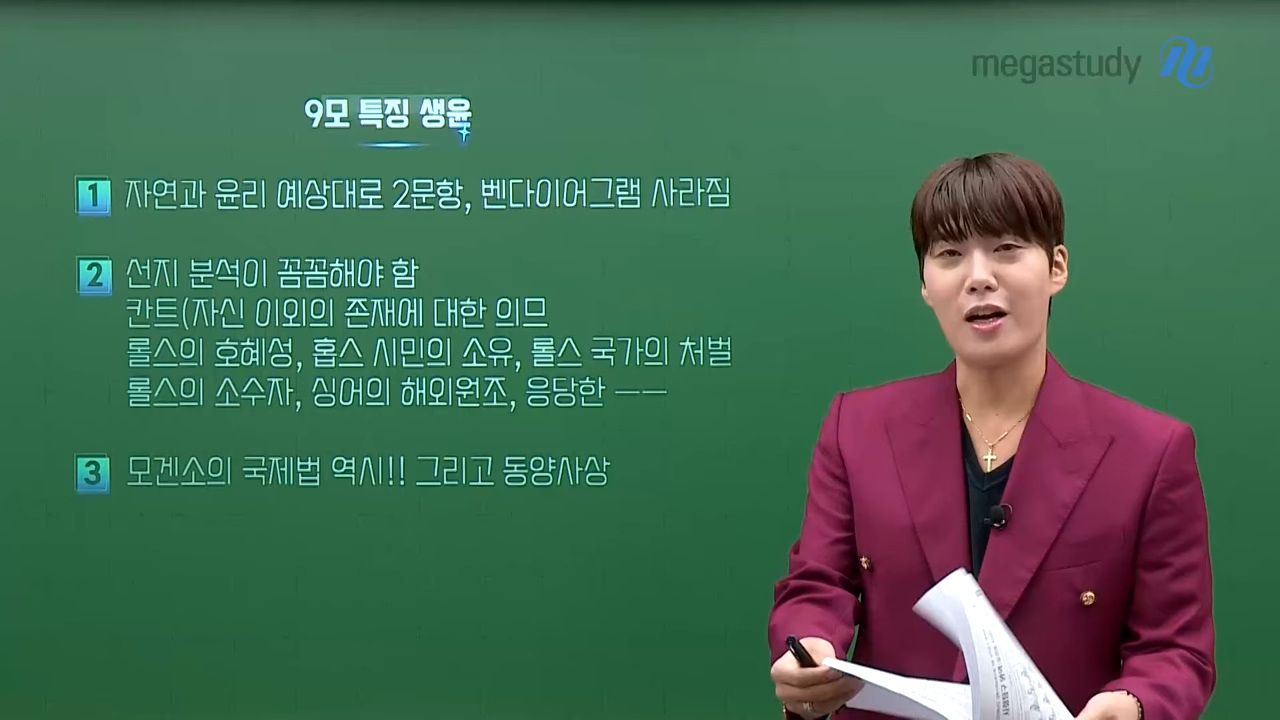 megastudy
9모 특징 생윤
1 자연과 윤리 예상대로 2문항, 벤다이어그램 사라짐
2 선지 분석이 꼼꼼해야 함
칸트(자신 이외의 존재에 대한 의므
롤스의 호혜성, 홉스 시민의 소유, 롤스 국가의 처벌
롤스의 소수자, 싱어의 해외원조, 응당한 ㅡㅡ
3 모겐소의 국제법 역시!! 그리고 동양사상